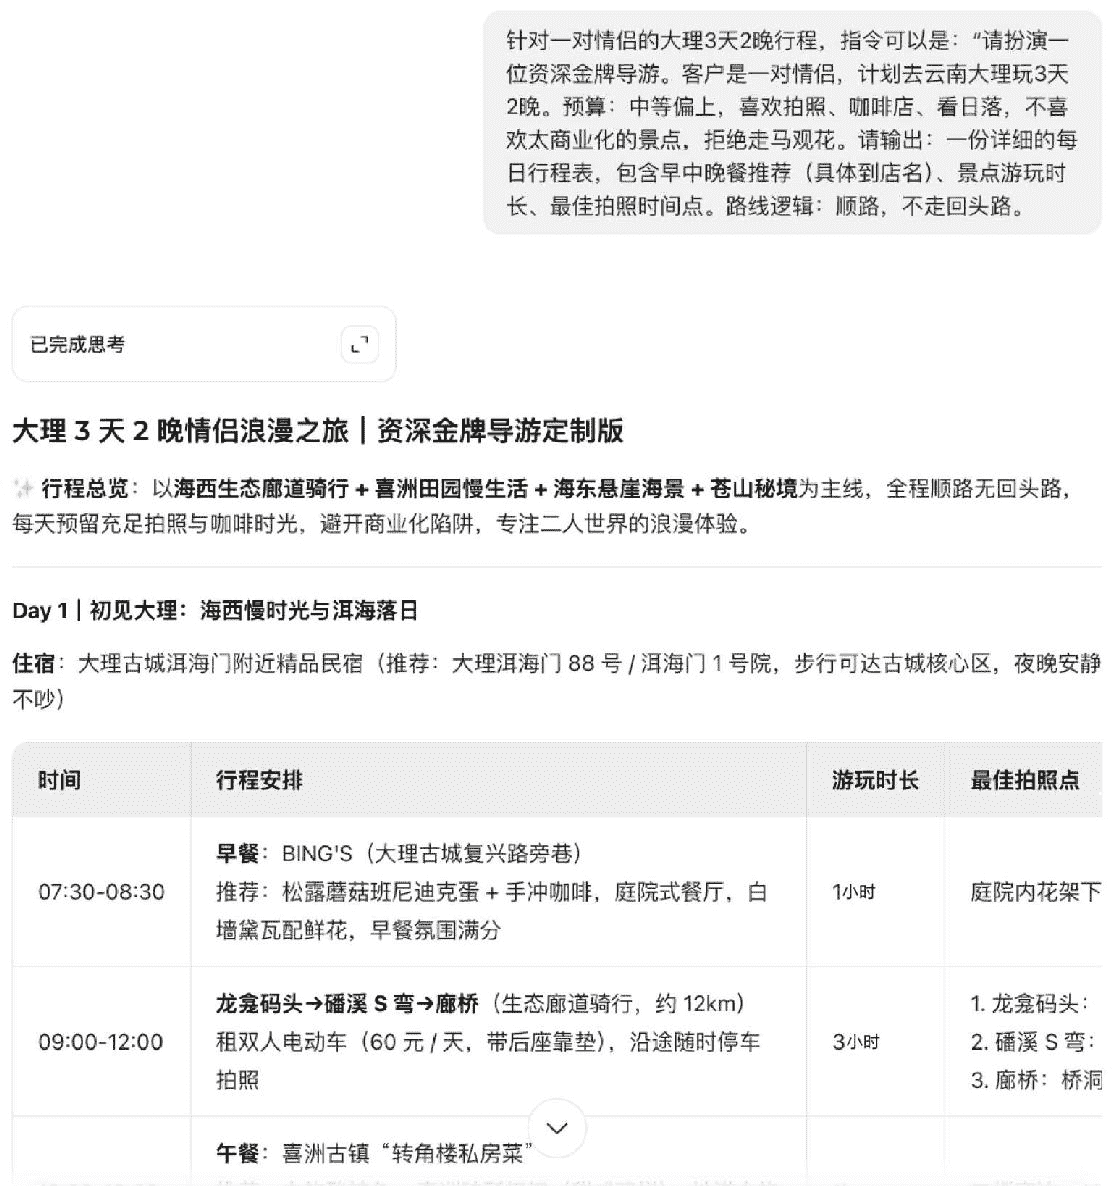 针对一对情侣的大理3天2晚行程，指令可以是：“请扮演一
位资深金牌导游。客户是一对情侣，计划去云南大理玩3天
2晚。预算：中等偏上，喜欢拍照、咖啡店、看日落，不喜
欢太商业化的景点，拒绝走马观花。请输出：一份详细的每
日行程表，包含早中晚餐推荐（具体到店名）、景点游玩时
长、最佳拍照时间点。路线逻辑：顺路，不走回头路。
已完成思考
大理 3 天 2 晚情侣浪漫之旅｜资深金牌导游定制版
✨ 行程总览：以海西生态廊道骑行 + 喜洲田园慢生活 + 海东悬崖海景 + 苍山秘境为主线，全程顺路无回头路，
每天预留充足拍照与咖啡时光，避开商业化陷阱，专注二人世界的浪漫体验。
Day 1｜初见大理：海西慢时光与洱海落日
住宿：大理古城洱海门附近精品民宿（推荐：大理洱海门 88 号 / 洱海门 1 号院，步行可达古城核心区，夜晚安静
不吵）
时间 行程安排 游玩时长 最佳拍照点
早餐：BING'S（大理古城复兴路旁巷）
07:30-08:30 推荐：松露蘑菇班尼迪克蛋 + 手冲咖啡，庭院式餐厅，白 1小时 庭院内花架下
墙黛瓦配鲜花，早餐氛围满分
龙龛码头→磻溪 S 弯→廊桥（生态廊道骑行，约 12km） 1. 龙龛码头：
09:00-12:00 租双人电动车（60 元 / 天，带后座靠垫），沿途随时停车 3小时 2. 磻溪 S 弯：
拍照 3. 廊桥：桥洞
午餐：喜洲古镇“转角楼私房菜”